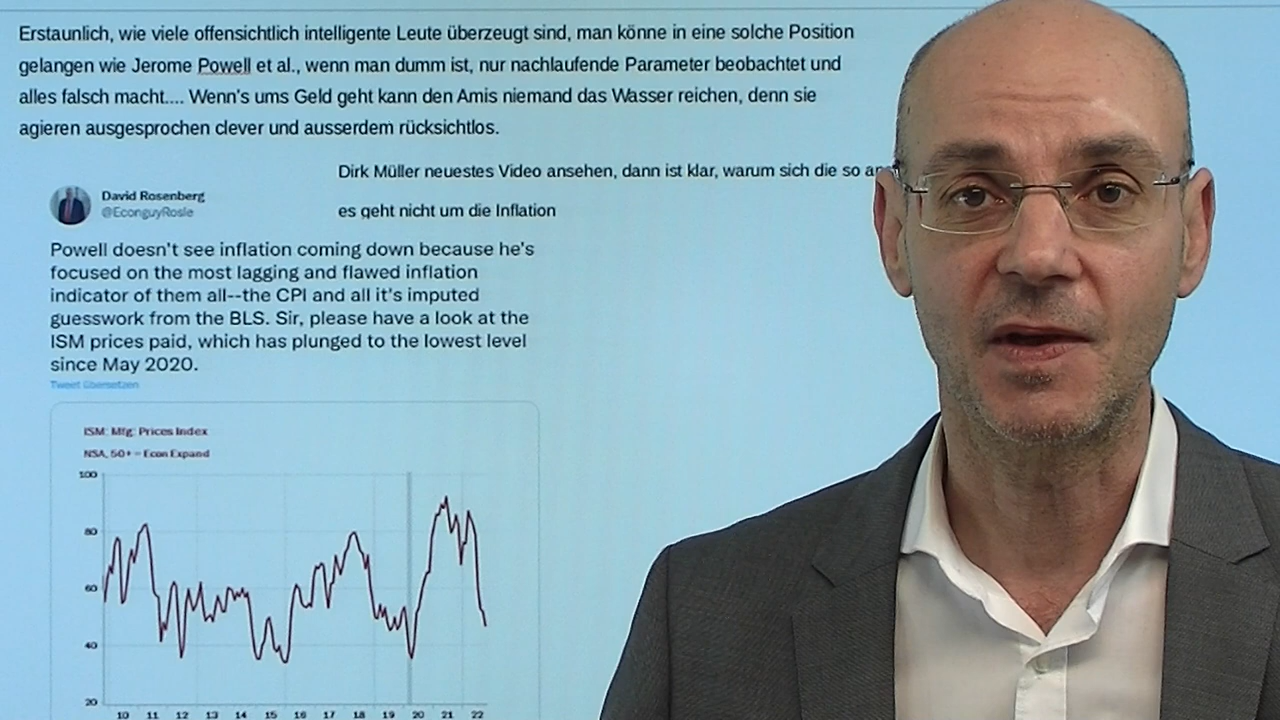 Erstaunlich, wie viele offensichtlich intelligente Leute überzeugt sind, man könne in eine solche Position
gelangen wie Jerome Powell et al., wenn man dumm ist, nur nachlaufende Parameter beobachtet und
alles falsch macht.... Wenn's ums Geld geht kann den Amis niemand das Wasser reichen, denn sie
agieren ausgesprochen clever und ausserdem rücksichtlos.
Dirk Müller neuestes Video ansehen, dann ist klar, warum sich die so
es geht nicht um die Inflation
David Rosenberg
@EconguyRosie
Powell doesn't see inflation coming down because he's
focused on the most lagging and flawed inflation
indicator of them all--the CPI and all it's imputed
guesswork from the BLS. Sir, please have a look at the
ISM prices paid, which has plunged to the lowest level
since May 2020.
Tweet übersetzen
ISM: Mfg: Prices Index
NSA, 50+ = Econ Expand
100
80
60
40
20
10 11 12 13 14 15 16 17 18 19 20 21 22